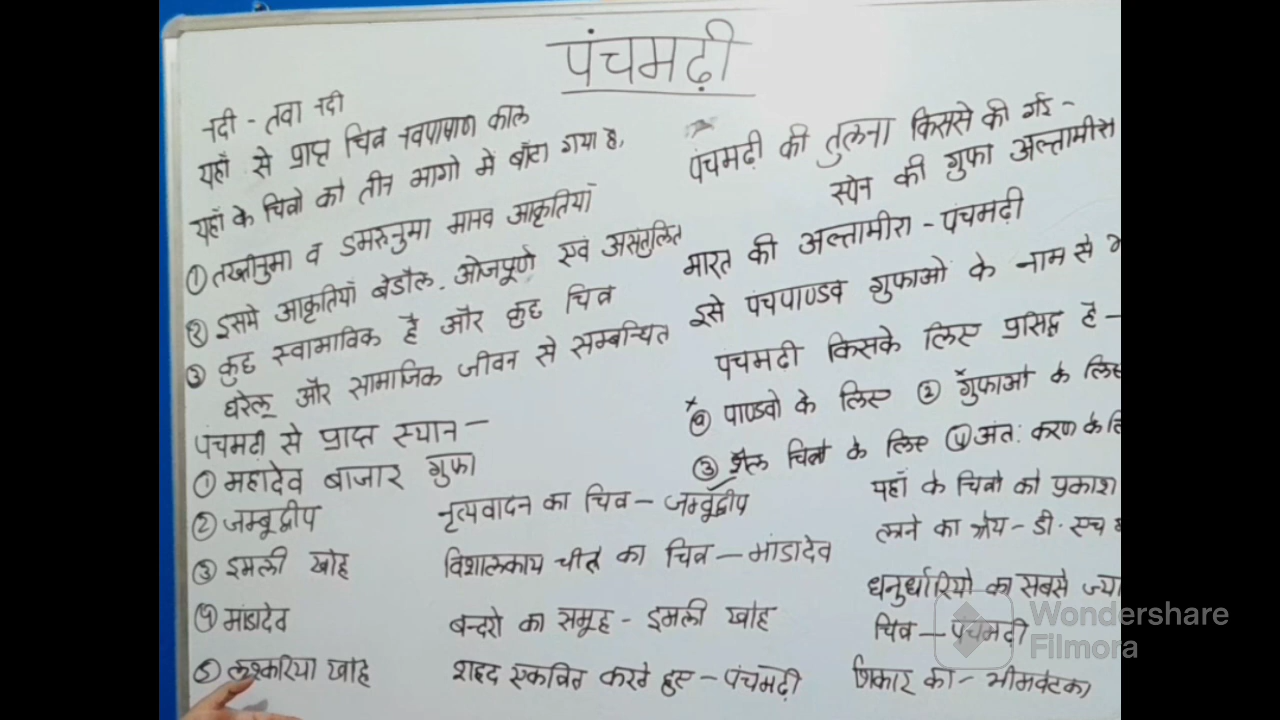 पंचमढ़ी
नदी - तवा नदी
यहाँ से प्राप्त चित्र नवपाषाण काल
यहाँ के चित्रो को तीन भागो में बाँटा गया है,
① तख्तीनुमा व डमरुनुमा मानव आकृतियाँ
② इसमे आकृतियाँ बेडौल, ओजपूर्ण एवं असंतुलित
③ कुछ स्वाभाविक है और कुछ चित्र
घरेलू और सामाजिक जीवन से सम्बन्धित
पंचमढ़ी से प्राप्त स्थान -
① महादेव बाजार गुफा
② जम्बूद्वीप
③ इमली खोह
④ मांडादेव
⑤ लश्करिया खोह
नृत्यवादन का चित्र - जम्बूद्वीप
विशालकाय चीते का चित्र - मांडादेव
बन्दरो का समूह - इमली खोह
शहद एकत्रित करते हुए - पंचमढ़ी
पंचमढ़ी की तुलना किससे की गई -
स्पेन की गुफा अल्तामीरा
भारत की अल्तामीरा - पंचमढ़ी
इसे पंचपाण्डव गुफाओं के नाम से
पचमढ़ी किसके लिए प्रसिद्ध है -
पाण्डवो के लिए ② गुफाओं के लिए
③ शैल चित्रो के लिए ④ अंतः करण के
यहाँ के चित्रो को प्रकाश
लाने का श्रेय - डी. एच
धनुर्धारियो का सबसे
चित्र - पंचमढ़ी
शिकार का - भीमबेटका
Wondershare
Filmora